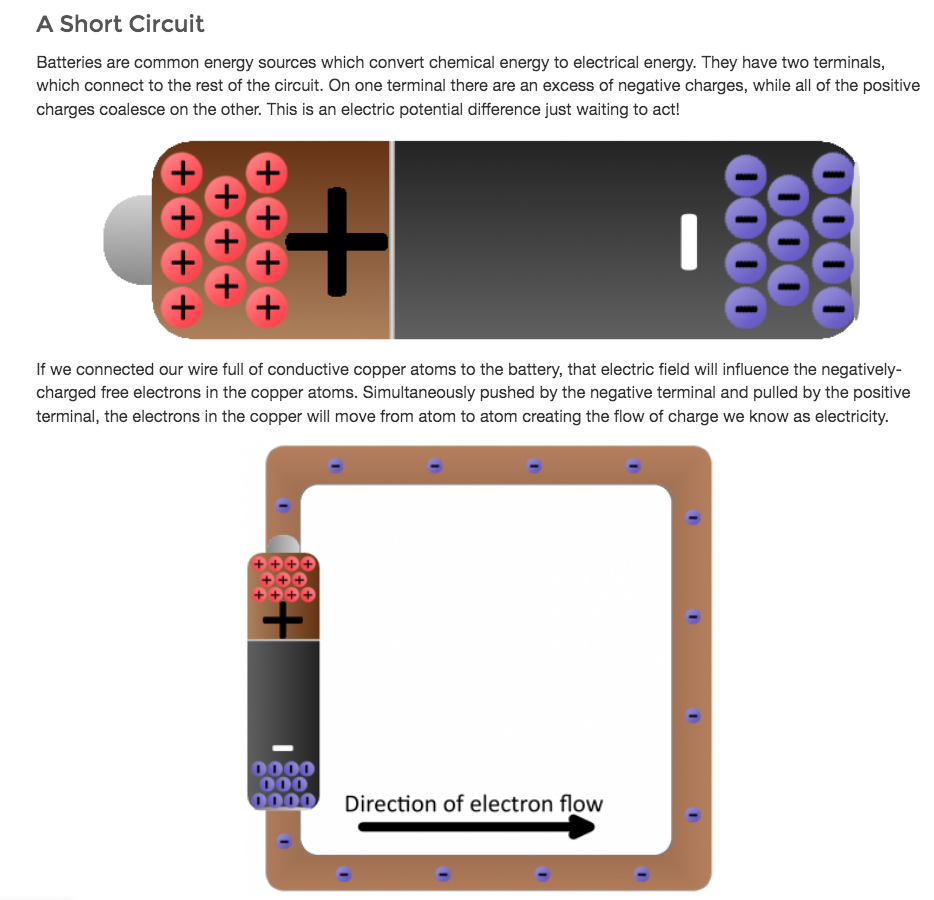 A Short Circuit
Batteries are common energy sources which convert chemical energy to electrical energy. They have two terminals,
which connect to the rest of the circuit. On one terminal there are an excess of negative charges, while all of the positive
charges coalesce on the other. This is an electric potential difference just waiting to act!
If we connected our wire full of conductive copper atoms to the battery, that electric field will influence the negatively-
charged free electrons in the copper atoms. Simultaneously pushed by the negative terminal and pulled by the positive
terminal, the electrons in the copper will move from atom to atom creating the flow of charge we know as electricity.
Direction of electron flow